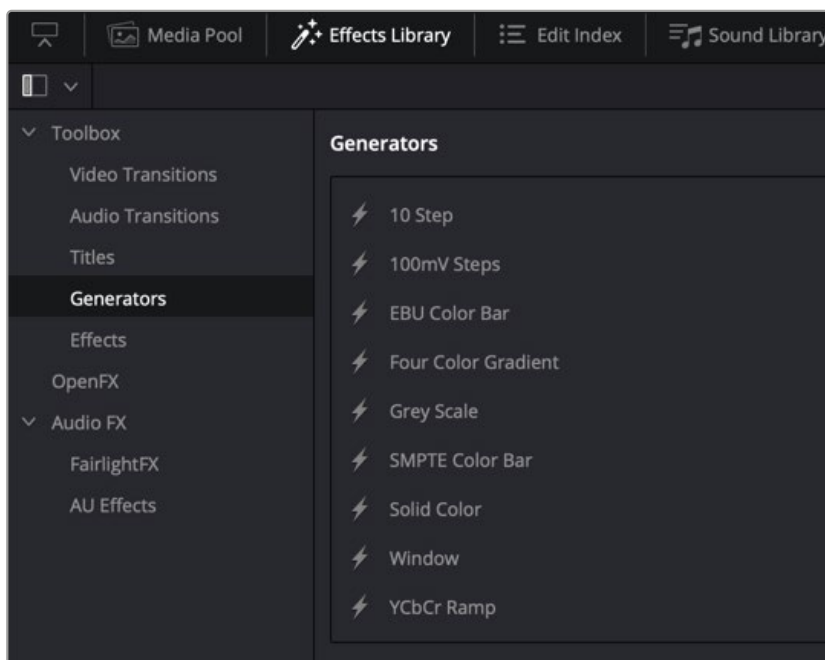 Media Pool
Effects Library
Edit Index
Sound Library
Toolbox
Video Transitions
Audio Transitions
Titles
Generators
Effects
OpenFX
Audio FX
FairlightFX
AU Effects
Generators
10 Step
100mV Steps
EBU Color Bar
Four Color Gradient
Grey Scale
SMPTE Color Bar
Solid Color
Window
YCbCr Ramp